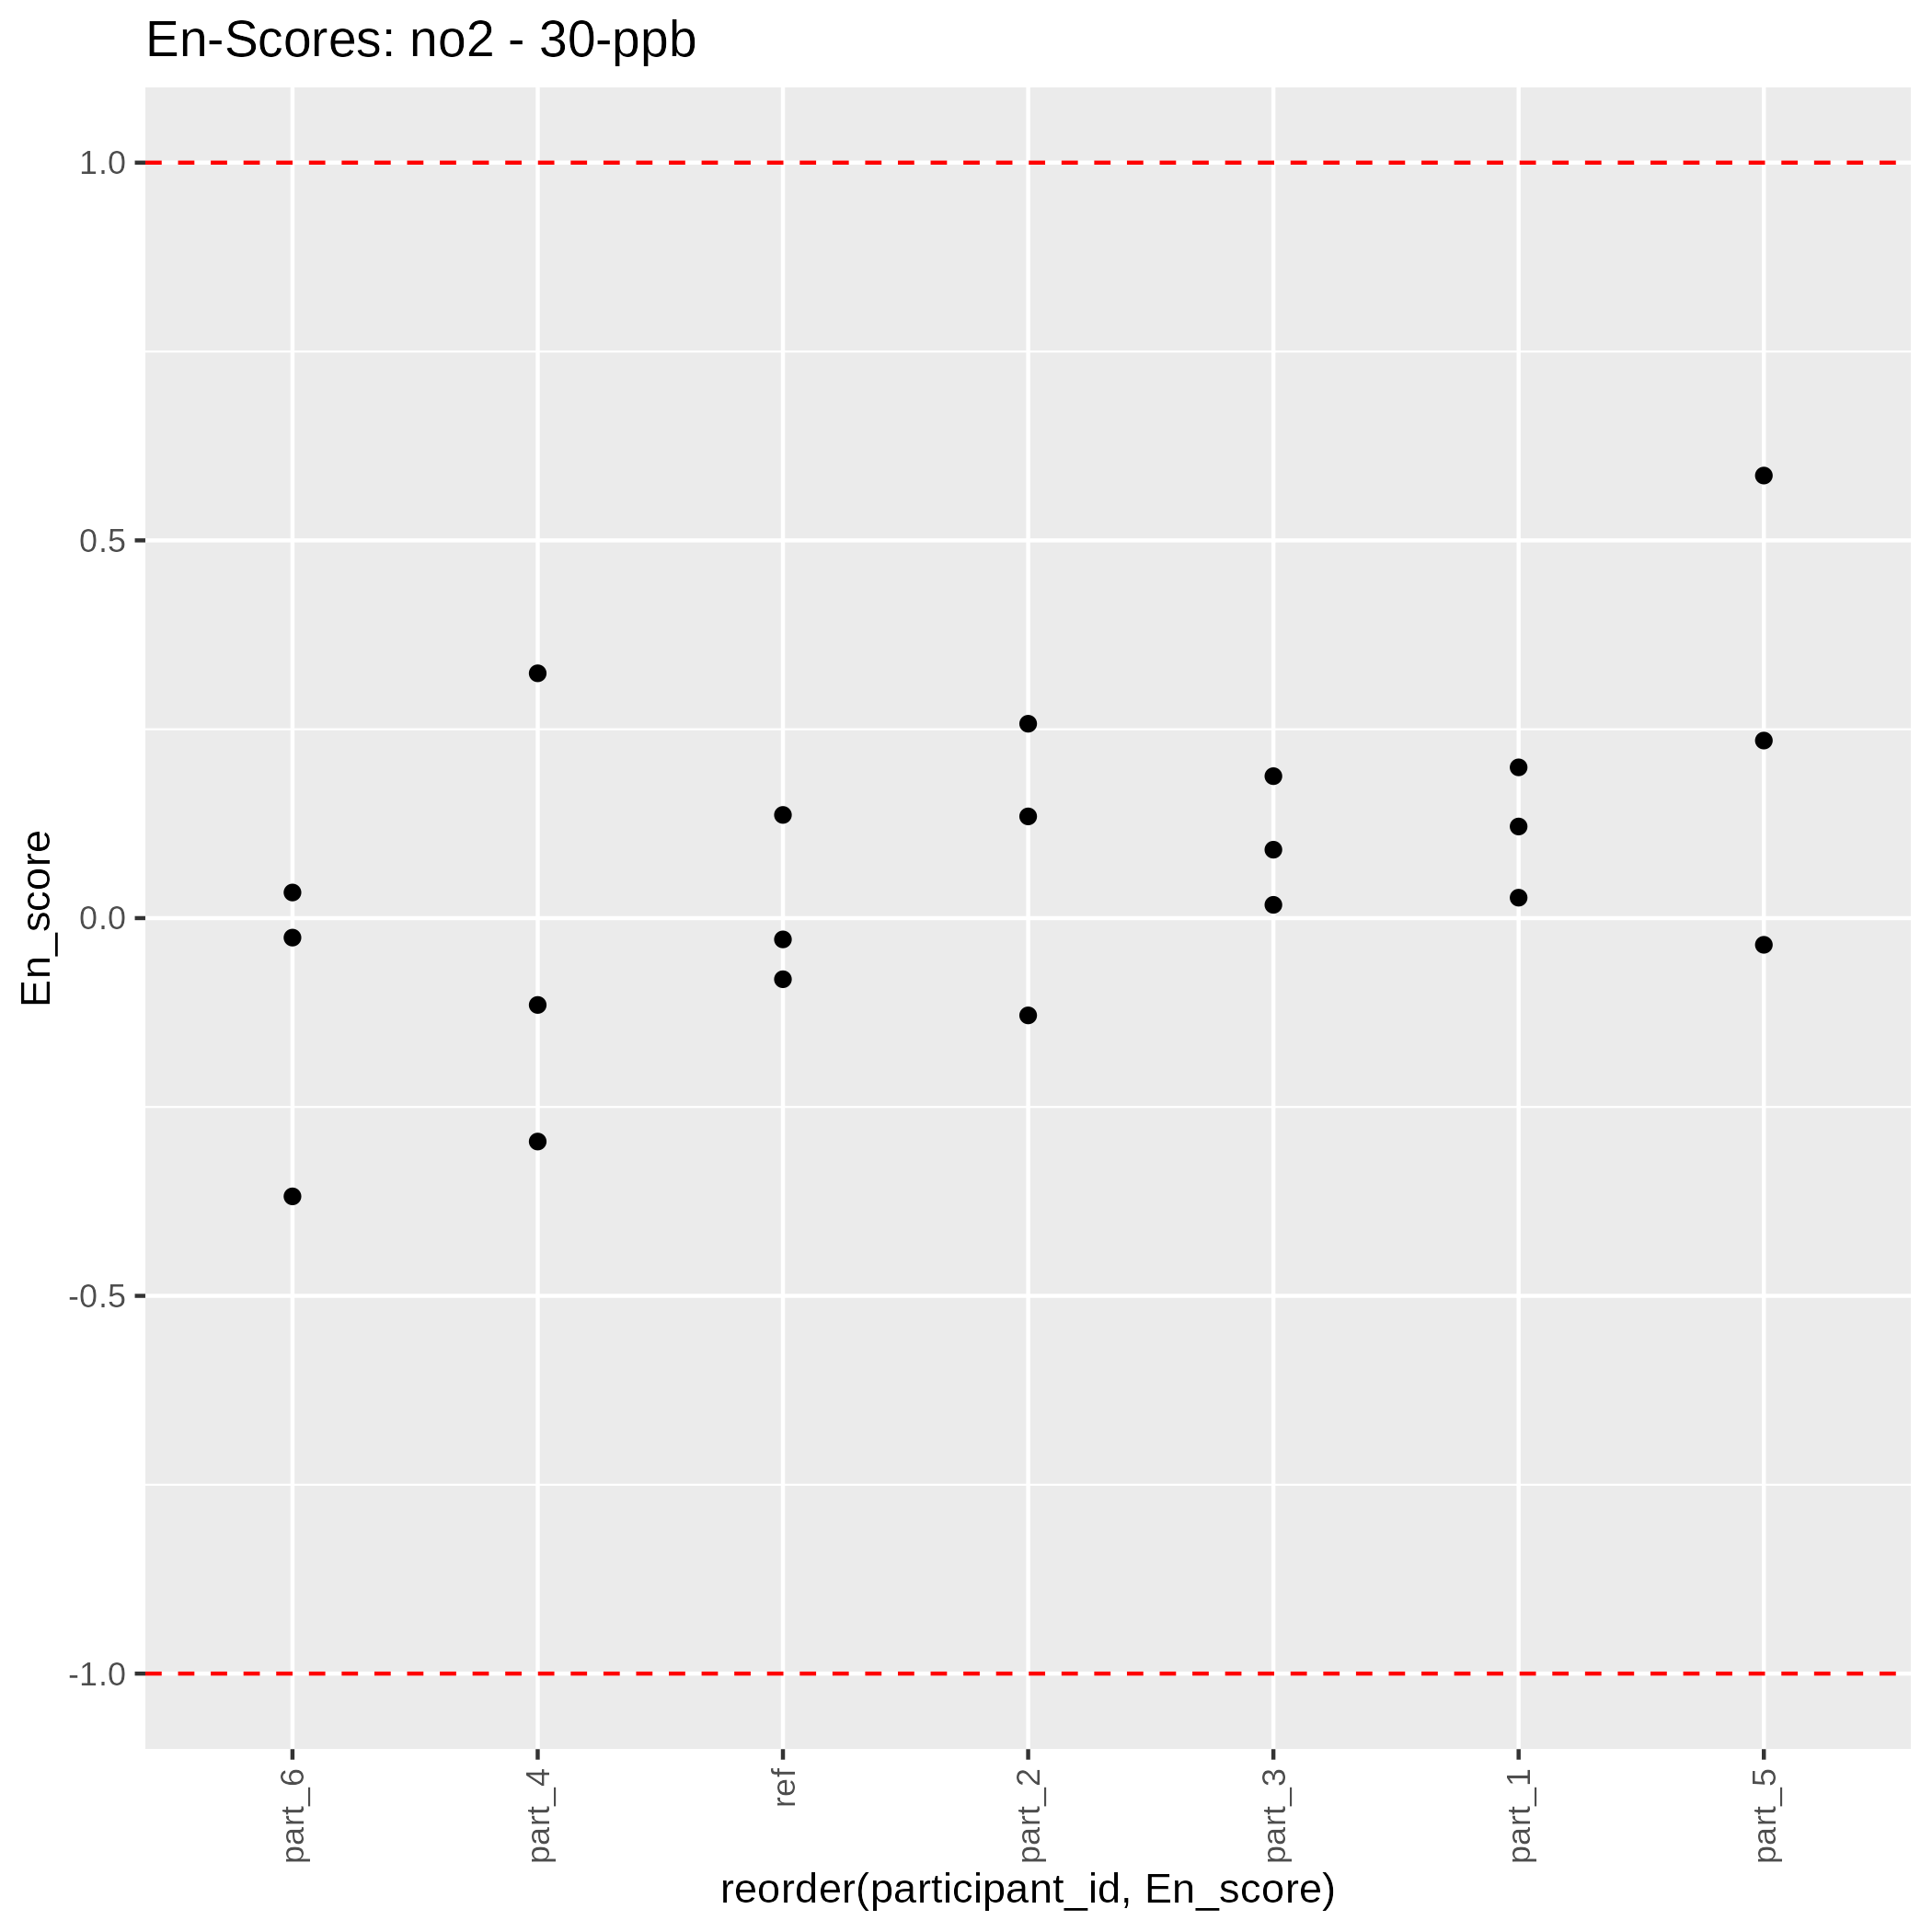 En-Scores: no2 - 30-ppb
En_score
1.0
0.5
0.0
-0.5
-1.0
part_6
part_4
ref
part_2
part_3
part_1
part_5
reorder(participant_id, En_score)